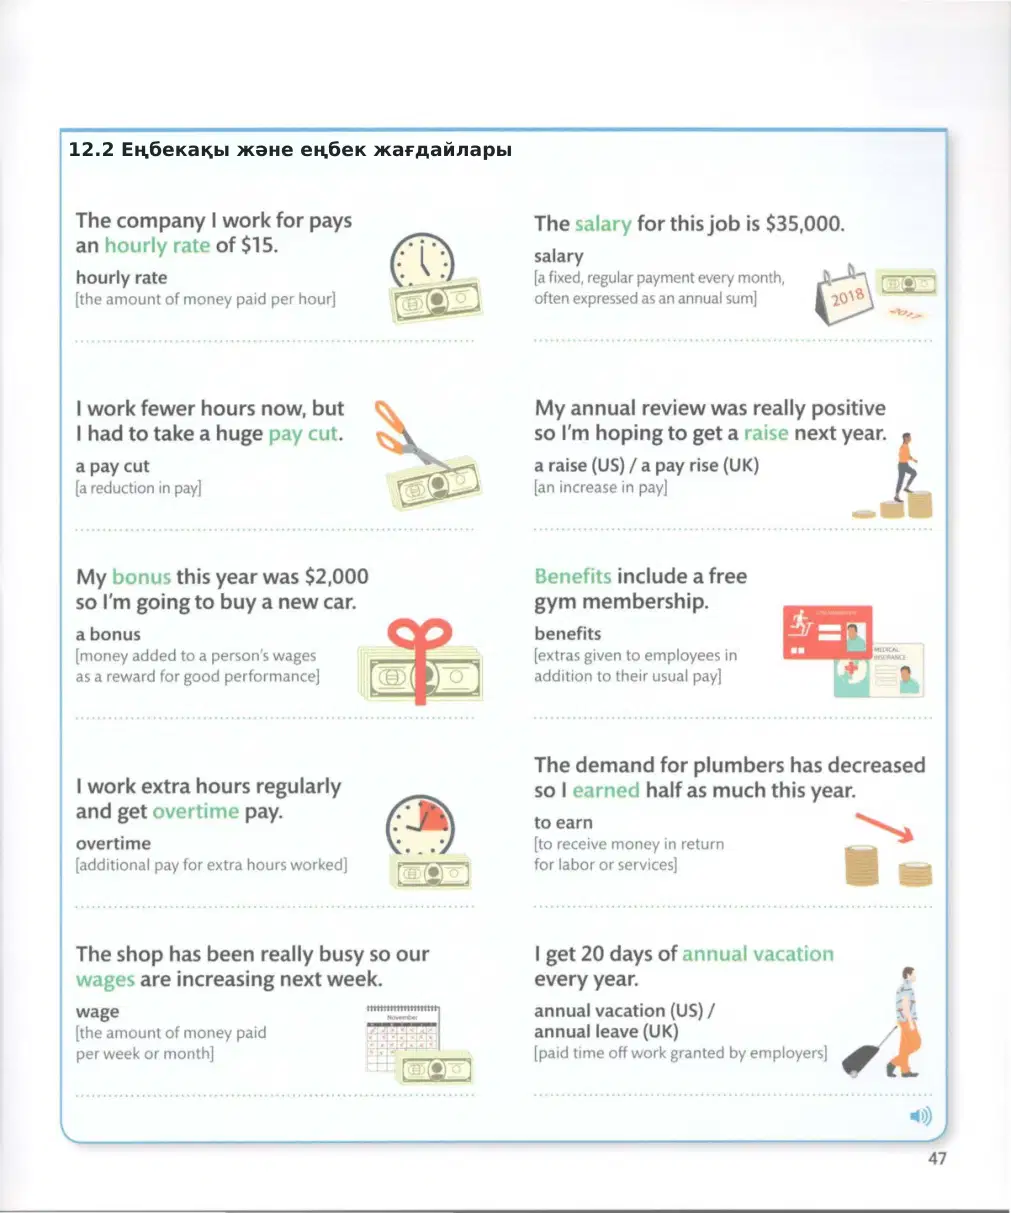 12.2 Еңбекақы және еңбек жағдайлары
The company I work for pays
an hourly rate of $15.
hourly rate
[the amount of money paid per hour]
The salary for this job is $35,000.
salary
[a fixed, regular payment every month,
often expressed as an annual sum]
2018
2017
I work fewer hours now, but
I had to take a huge pay cut.
a pay cut
[a reduction in pay]
My annual review was really positive
so I'm hoping to get a raise next year.
a raise (US) / a pay rise (UK)
[an increase in pay]
My bonus this year was $2,000
so I'm going to buy a new car.
a bonus
[money added to a person's wages
as a reward for good performance]
Benefits include a free
gym membership.
benefits
[extras given to employees in
addition to their usual pay]
MEDICAL
INSURANCE
I work extra hours regularly
and get overtime pay.
overtime
[additional pay for extra hours worked]
The demand for plumbers has decreased
so I earned half as much this year.
to earn
[to receive money in return
for labor or services]
The shop has been really busy so our
wages are increasing next week.
wage
[the amount of money paid
per week or month]
November
I get 20 days of annual vacation
every year.
annual vacation (US) /
annual leave (UK)
[paid time off work granted by employers]
47